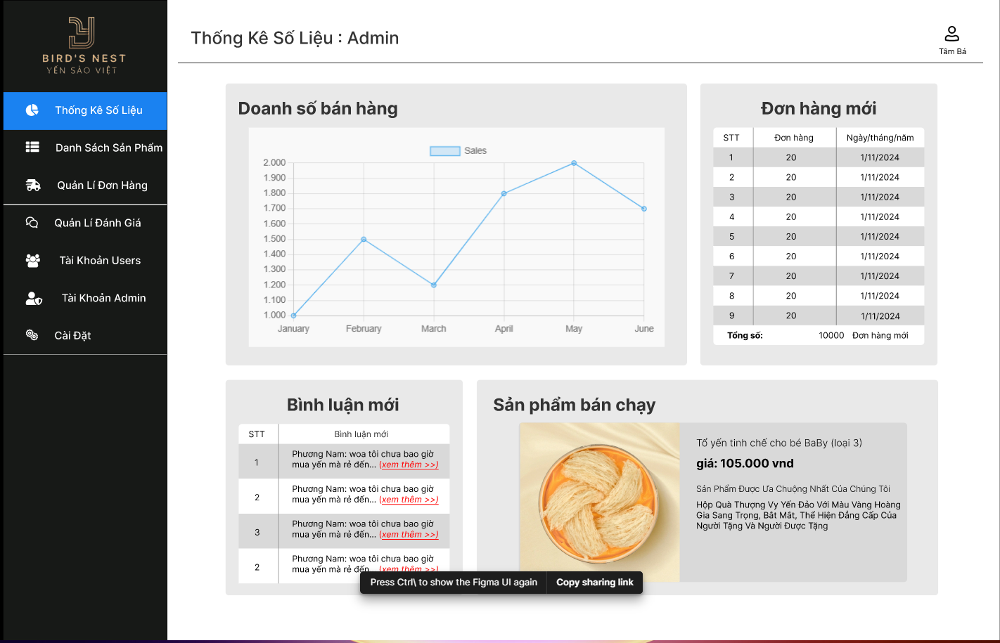 BIRD'S NEST
YẾN SÀO VIỆT
Thống Kê Số Liệu
Danh Sách Sản Phẩm
Quản Lí Đơn Hàng
Quản Lí Đánh Giá
Tài Khoản Users
Tài Khoản Admin
Cài Đặt
Thống Kê Số Liệu : Admin
Tâm Bá
Doanh số bán hàng
Sales
2.000
1.900
1.800
1.700
1.600
1.500
1.400
1.300
1.200
1.100
1.000
January February March April May June
Đơn hàng mới
STT Đơn hàng Ngày/tháng/năm
1 20 1/11/2024
2 20 1/11/2024
3 20 1/11/2024
4 20 1/11/2024
5 20 1/11/2024
6 20 1/11/2024
7 20 1/11/2024
8 20 1/11/2024
9 20 1/11/2024
Tổng số: 10000 Đơn hàng mới
Bình luận mới
STT Bình luận mới
1 Phương Nam: woa tôi chưa bao giờ
mua yến mà rẻ đến... (xem thêm >>)
2 Phương Nam: woa tôi chưa bao giờ
mua yến mà rẻ đến... (xem thêm >>)
3 Phương Nam: woa tôi chưa bao giờ
mua yến mà rẻ đến... (xem thêm >>)
2 Phương Nam: woa tôi chưa bao giờ
mua yến mà rẻ đến... (xem thêm >>)
Sản phẩm bán chạy
Tổ yến tinh chế cho bé BaBy (loại 3)
giá: 105.000 vnd
Sản Phẩm Được Ưa Chuộng Nhất Của Chúng Tôi
Hộp Quà Thượng Vy Yến Đảo Với Màu Vàng Hoàng
Gia Sang Trọng, Bắt Mắt, Thể Hiện Đẳng Cấp Của
Người Tặng Và Người Được Tặng
Press Ctrl\ to show the Figma UI again Copy sharing link